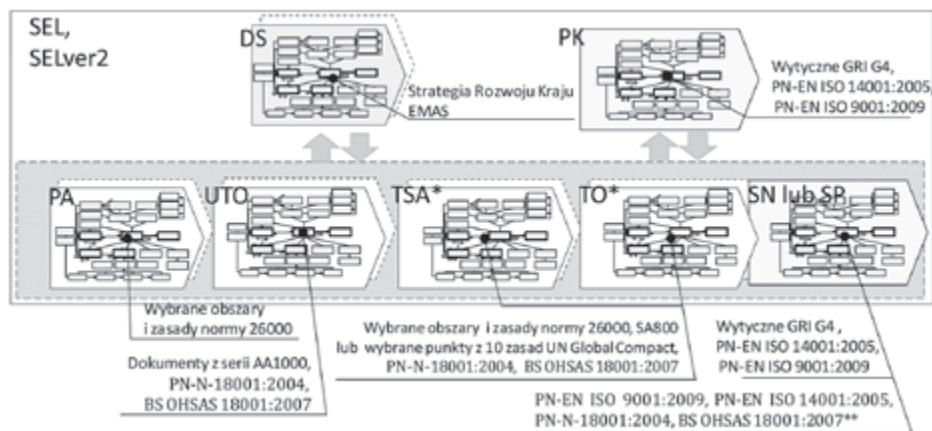 SEL,
SELver2
DS
PK
Strategia Rozwoju Kraju
EMAS
Wytyczne GRI G4,
PN-EN ISO 14001:2005,
PN-EN ISO 9001:2009
PA
UTO
TSA*
TO*
SN lub SP
Wybrane obszary
i zasady normy 26000
Dokumenty z serii AA1000,
PN-N-18001:2004,
BS OHSAS 18001:2007
Wybrane obszary i zasady normy 26000, SA800
lub wybrane punkty z 10 zasad UN Global Compact,
PN-N-18001:2004, BS OHSAS 18001:2007
Wytyczne GRI G4 ,
PN-EN ISO 14001:2005,
PN-EN ISO 9001:2009
PN-EN ISO 9001:2009, PN-EN ISO 14001:2005,
PN-N-18001:2004, BS OHSAS 18001:2007**